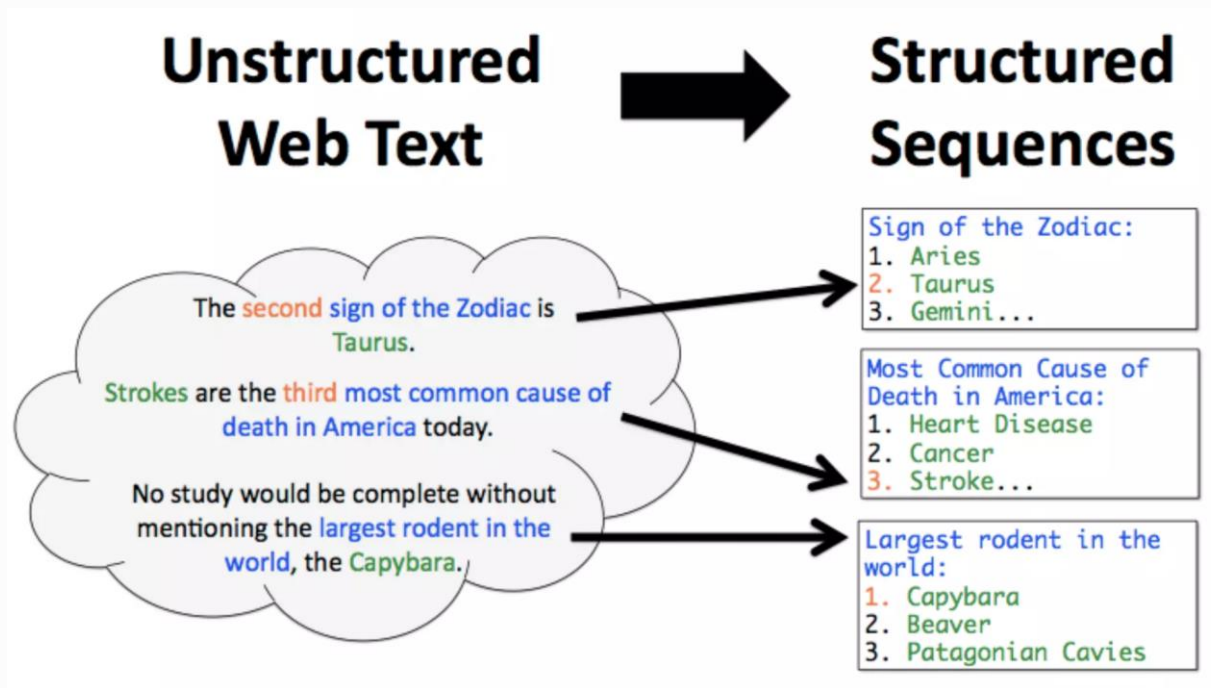 Unstructured
Web Text
Structured
Sequences
The second sign of the Zodiac is
Taurus.
Strokes are the third most common cause of
death in America today.
No study would be complete without
mentioning the largest rodent in the
world, the Capybara.
Sign of the Zodiac:
1. Aries
2. Taurus
3. Gemini...
Most Common Cause of
Death in America:
1. Heart Disease
2. Cancer
3. Stroke...
Largest rodent in the
world:
1. Capybara
2. Beaver
3. Patagonian Cavies